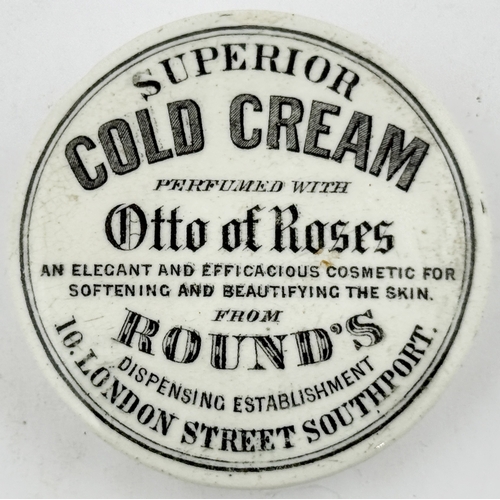 SUPERIOR
COLD CREAM
PERFUMED WITH
Otto of Roses
AN ELEGANT AND EFFICACIOUS COSMETIC FOR
SOFTENING AND BEAUTIFYING THE SKIN.
FROM
ROUND'S
DISPENSING ESTABLISHMENT
10. LONDON STREET SOUTHPORT.